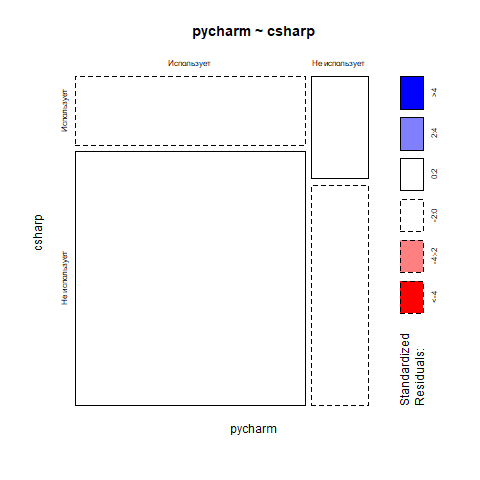 pycharm ~ csharp
Использует
Не использует
Использует
Не использует
csharp
pycharm
>4
2:4
0:2
-2:0
-4:-2
<-4
Standardized
Residuals: